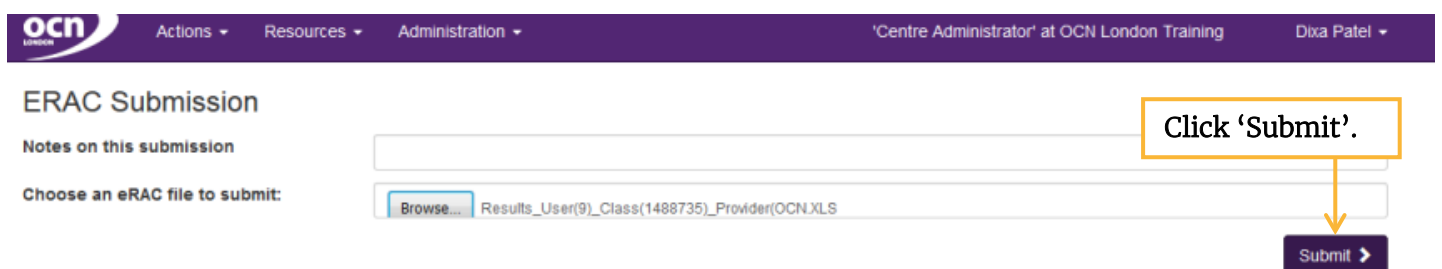 ocn LONDON Actions Resources Administration 'Centre Administrator' at OCN London Training Dixa Patel
ERAC Submission
Click ‘Submit’.
Notes on this submission
Choose an eRAC file to submit:
Browse... Results_User(9)_Class(1488735)_Provider(OCN.XLS
Submit